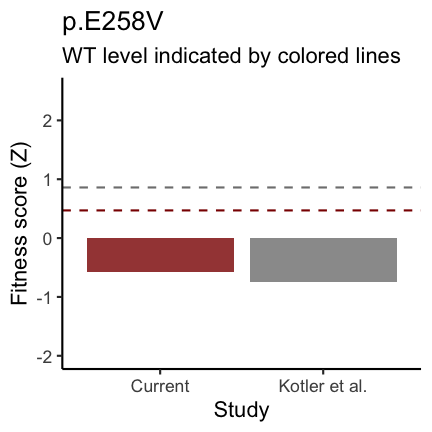 p.E258V
WT level indicated by colored lines
Fitness score (Z)
2
1
0
-1
-2
Current Kotler et al.
Study